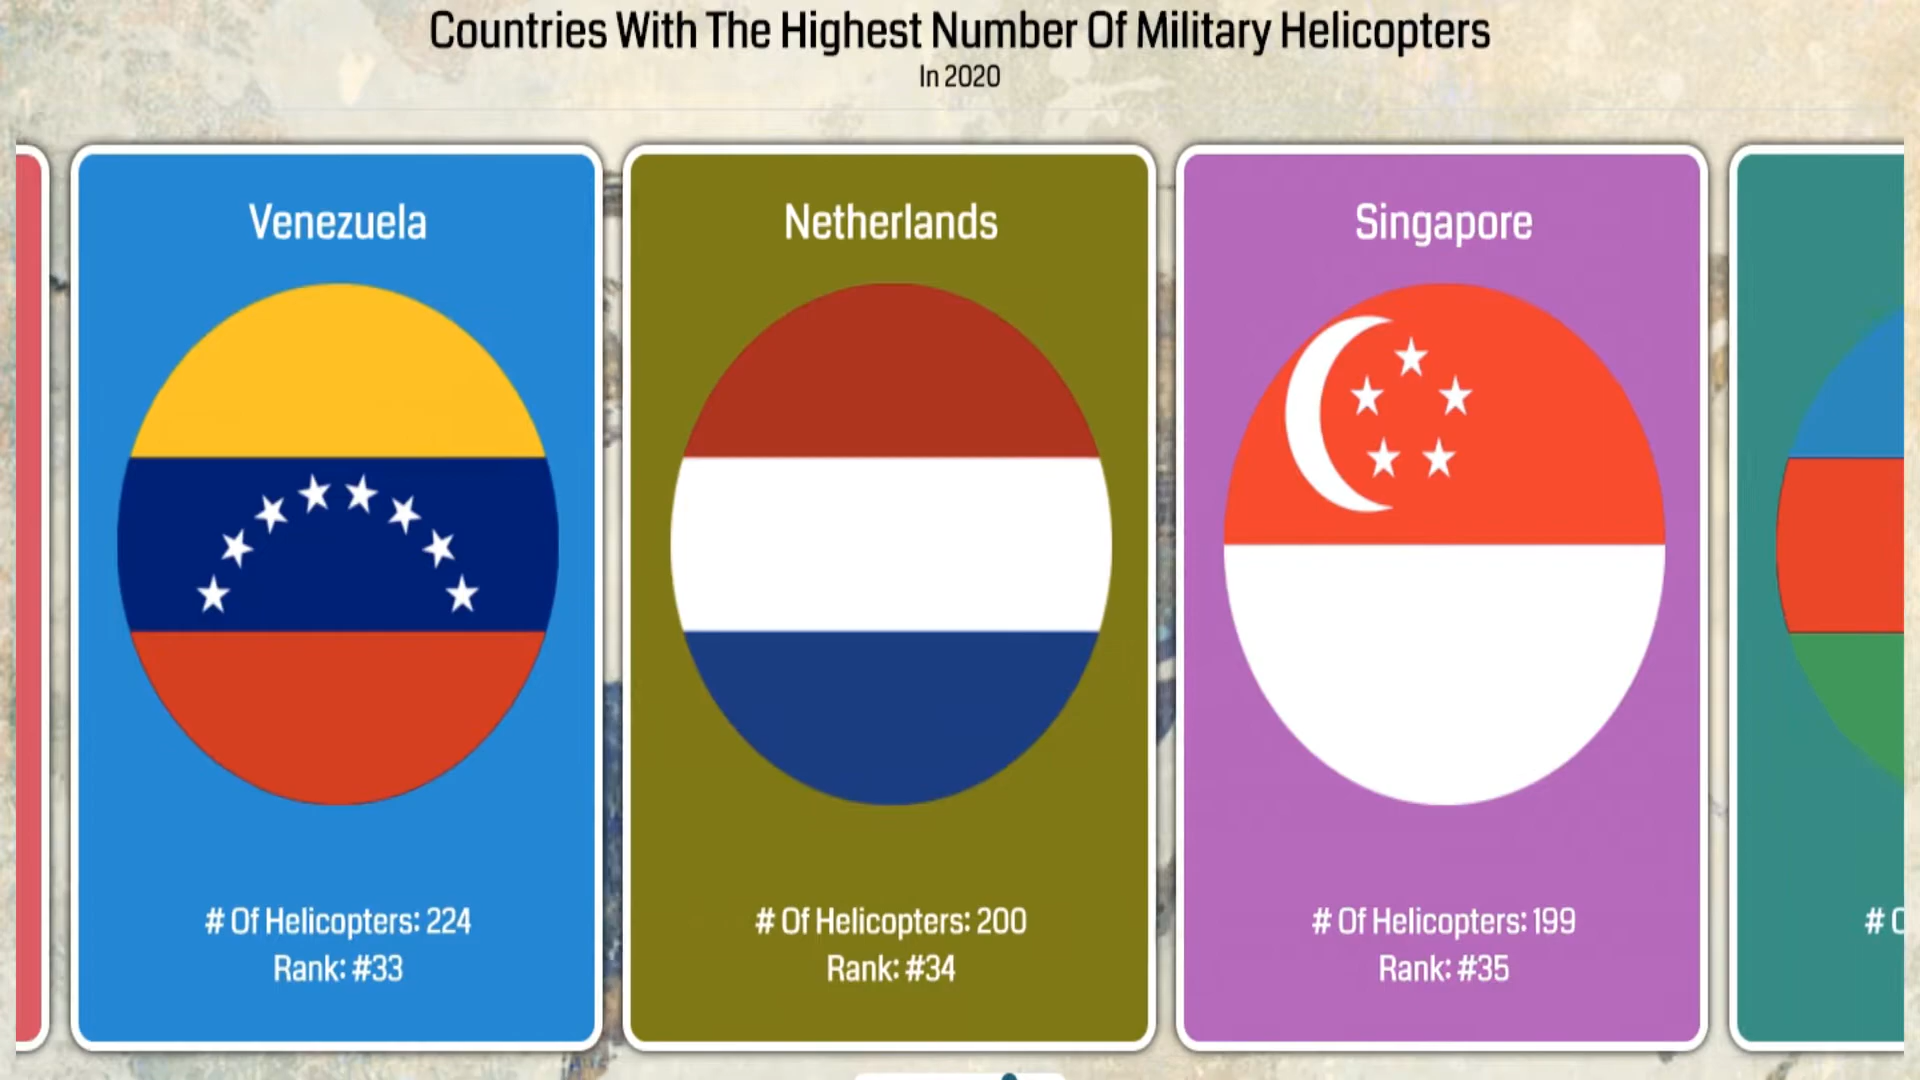 Countries With The Highest Number Of Military Helicopters
In 2020
Venezuela
# Of Helicopters: 224
Rank: #33
Netherlands
# Of Helicopters: 200
Rank: #34
Singapore
# Of Helicopters: 199
Rank: #35
#